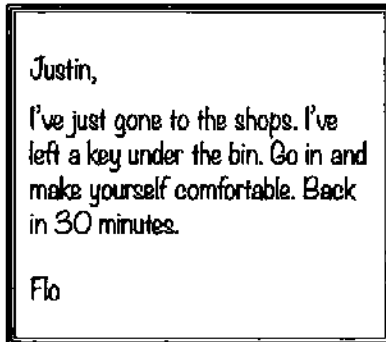 Justin,
I've just gone to the shops. I've
left a key under the bin. Go in and
make yourself comfortable. Back
in 30 minutes.
Flo